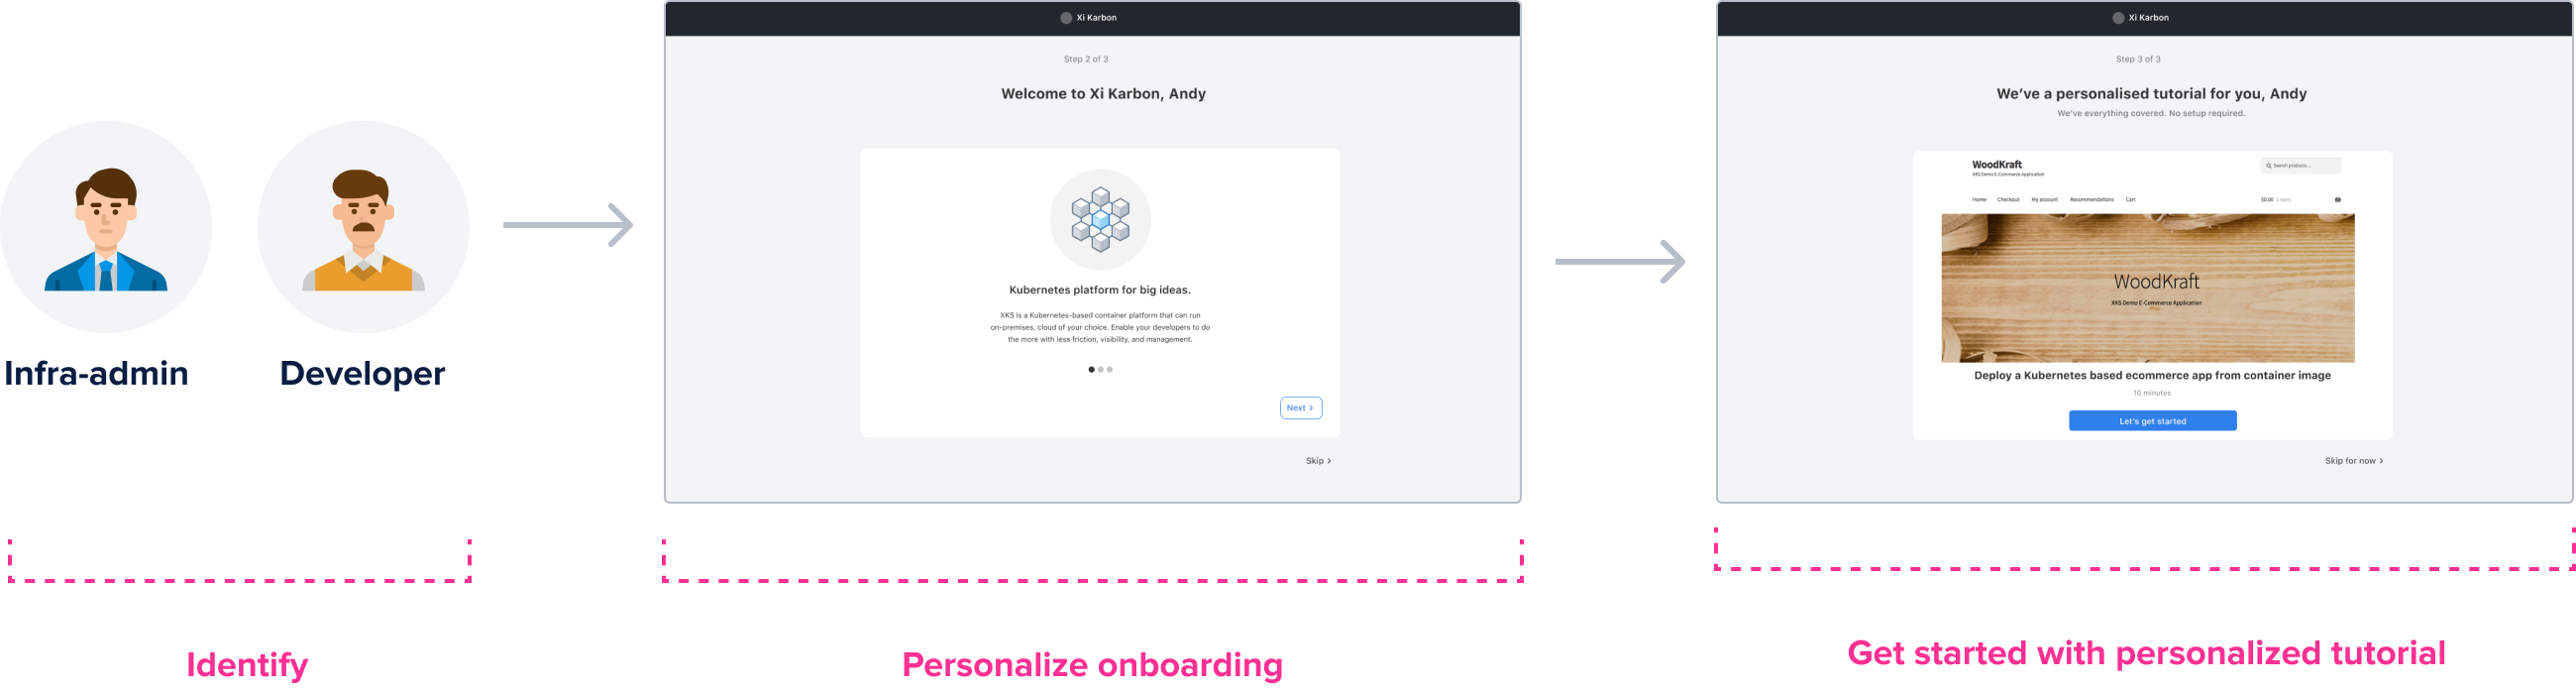 Infra-admin
Developer
Identify
Xi Karbon
Step 2 of 3
Welcome to Xi Karbon, Andy
Kubernetes platform for big ideas.
XKS is a Kubernetes-based container platform that can run
on-premises, cloud of your choice. Enable your developers to do
the more with less friction, visibility, and management.
Next >
Skip >
Personalize onboarding
Xi Karbon
Step 3 of 3
We've a personalised tutorial for you, Andy
We've everything covered. No setup required.
WoodKraft
XKS Demo E-Commerce Application
Search products...
Home Checkout My account Recommendations Cart $0.00 0 items
WoodKraft
XKS Demo E-Commerce Application
Deploy a Kubernetes based ecommerce app from container image
10 minutes
Let's get started
Skip for now >
Get started with personalized tutorial